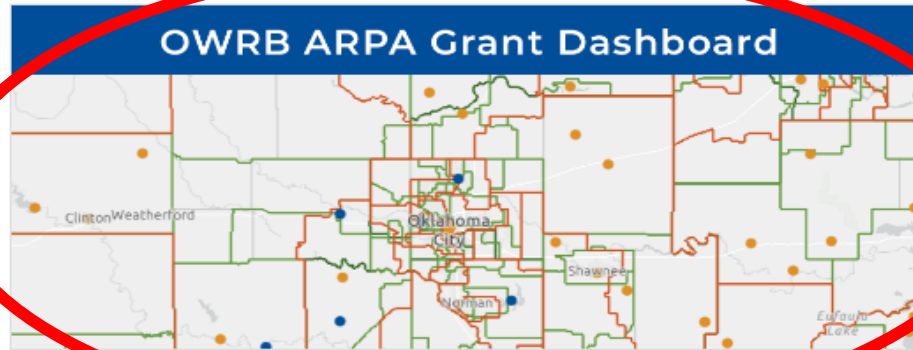 OWRB ARPA Grant Dashboard
Clinton Weatherford
Oklahoma
City
Shawnee
Norman
Eufaula
Lake